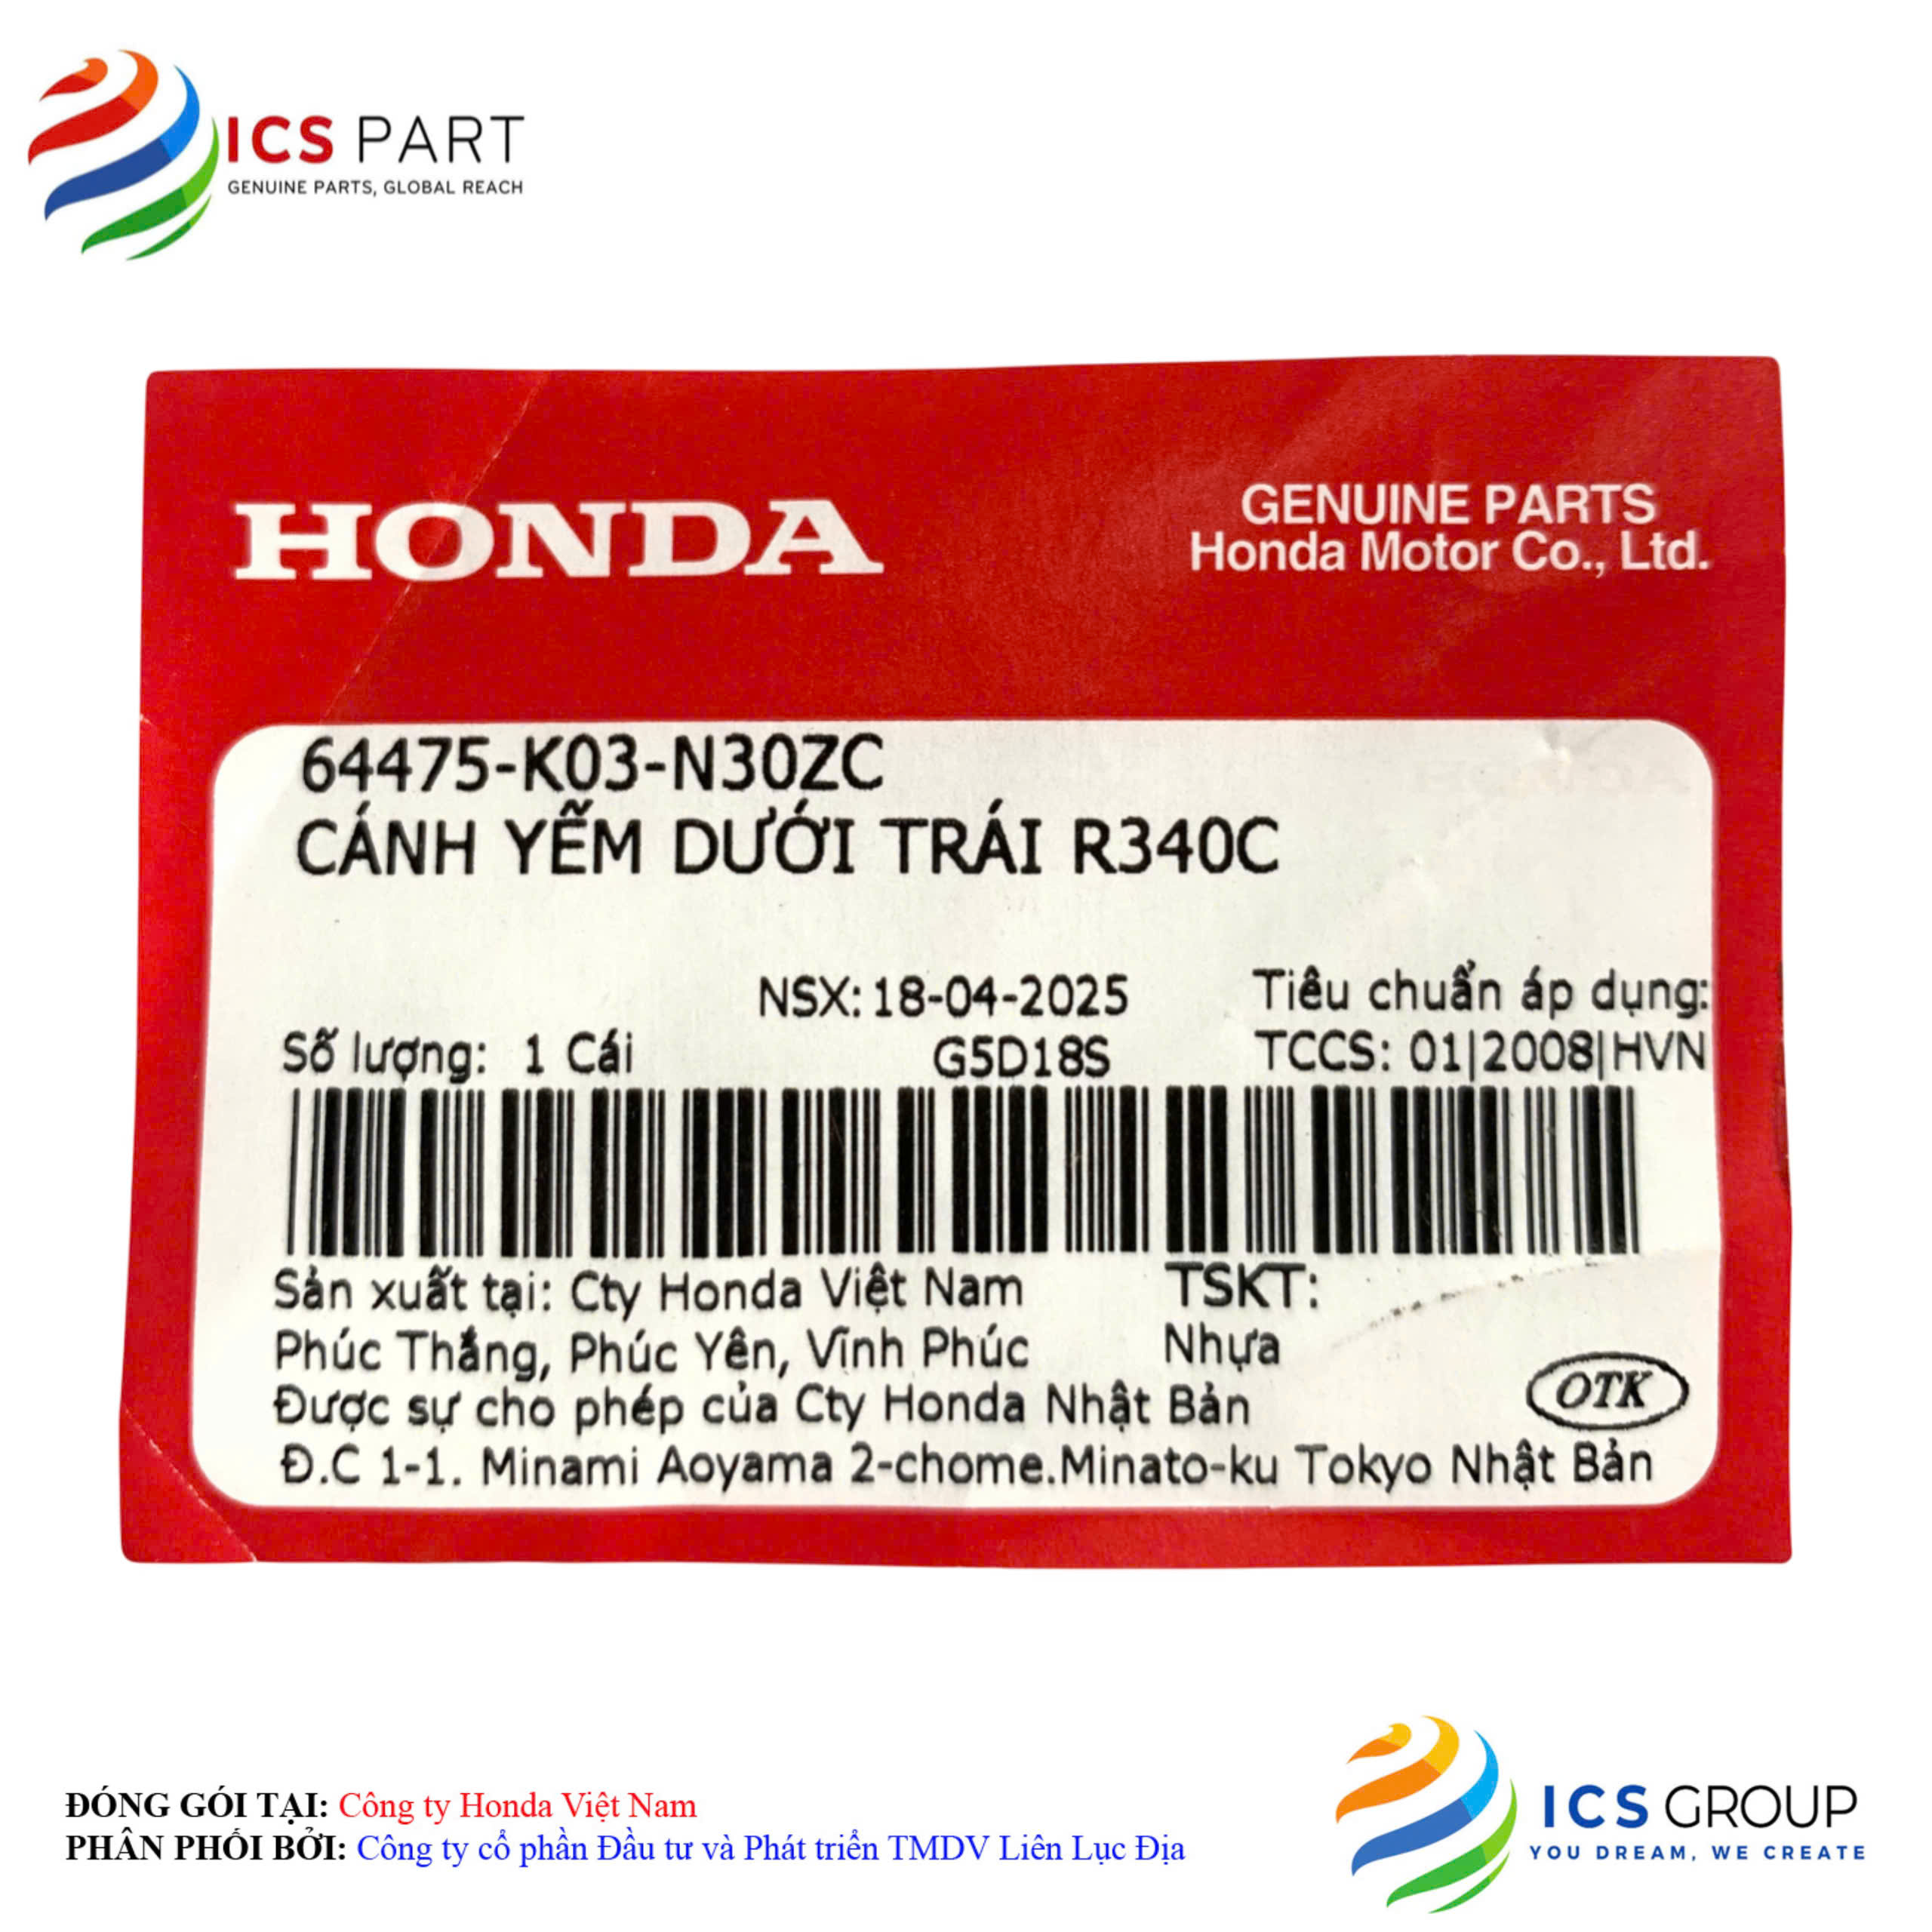 ICS PART
GENUINE PARTS, GLOBAL REACH
HONDA
GENUINE PARTS
Honda Motor Co., Ltd.
64475-K03-N30ZC
CÁNH YẾM DƯỚI TRÁI R340C
NSX: 18-04-2025
Tiêu chuẩn áp dụng:
Số lượng: 1 Cái
G5D18S
TCCS: 01|2008|HVN
Sản xuất tại: Cty Honda Việt Nam
TSKT:
Phúc Thắng, Phúc Yên, Vĩnh Phúc
Nhựa
Được sự cho phép của Cty Honda Nhật Bản
OTK
Đ.C 1-1. Minami Aoyama 2-chome.Minato-ku Tokyo Nhật Bản
ĐÓNG GÓI TẠI: Công ty Honda Việt Nam
PHÂN PHỐI BỞI: Công ty cổ phần Đầu tư và Phát triển TMDV Liên Lục Địa
ICS GROUP
YOU DREAM, WE CREATE